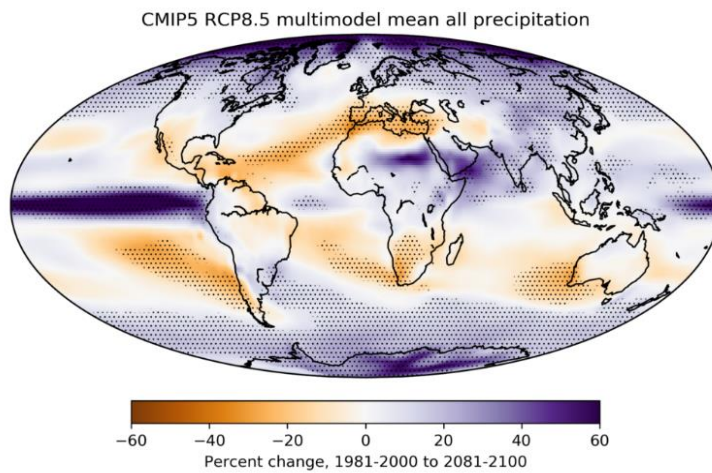 CMIP5 RCP8.5 multimodel mean all precipitation
−60 −40 −20 0 20 40 60
Percent change, 1981-2000 to 2081-2100